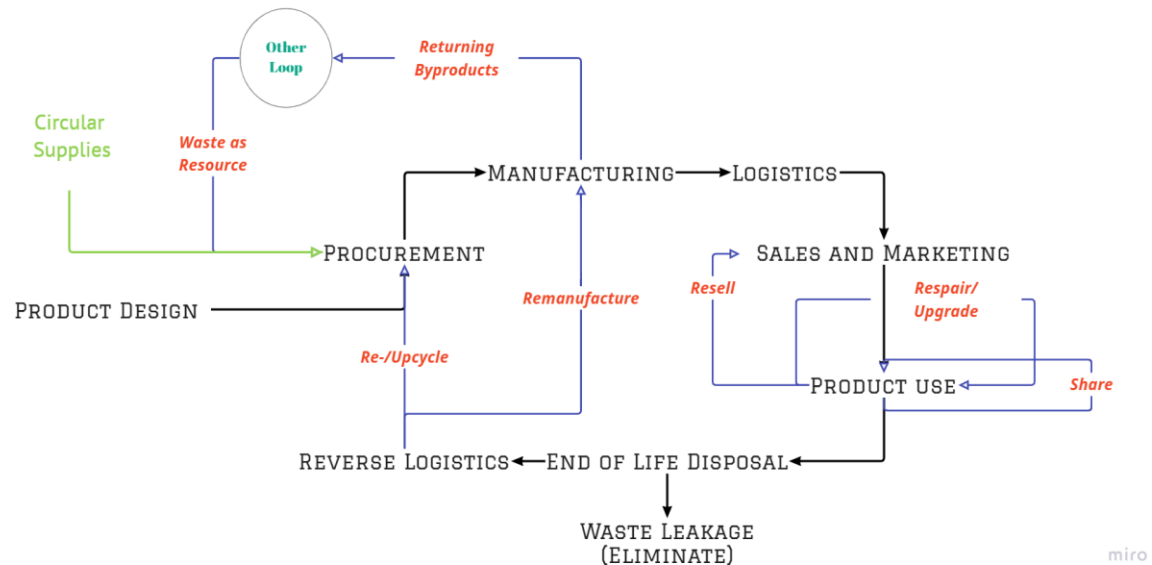 Other
Loop
Returning
Byproducts
Circular
Supplies
Waste as
Resource
MANUFACTURING
LOGISTICS
PROCUREMENT
SALES AND MARKETING
Resell
Respair/
Upgrade
Remanufacture
PRODUCT DESIGN
Re-/Upcycle
PRODUCT USE
Share
REVERSE LOGISTICS
END OF LIFE DISPOSAL
WASTE LEAKAGE
(ELIMINATE)
miro